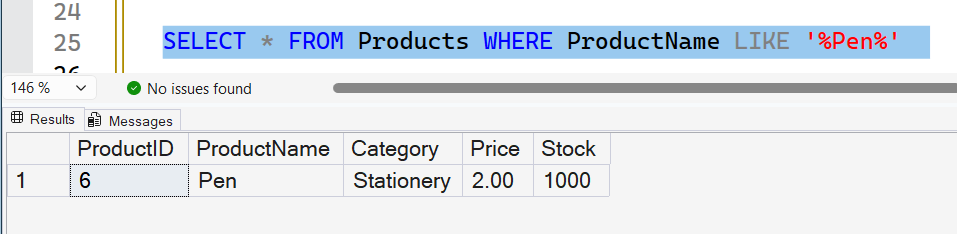 24
25 SELECT * FROM Products WHERE ProductName LIKE '%Pen%'
146 % No issues found
Results Messages
ProductID ProductName Category Price Stock
1 6 Pen Stationery 2.00 1000